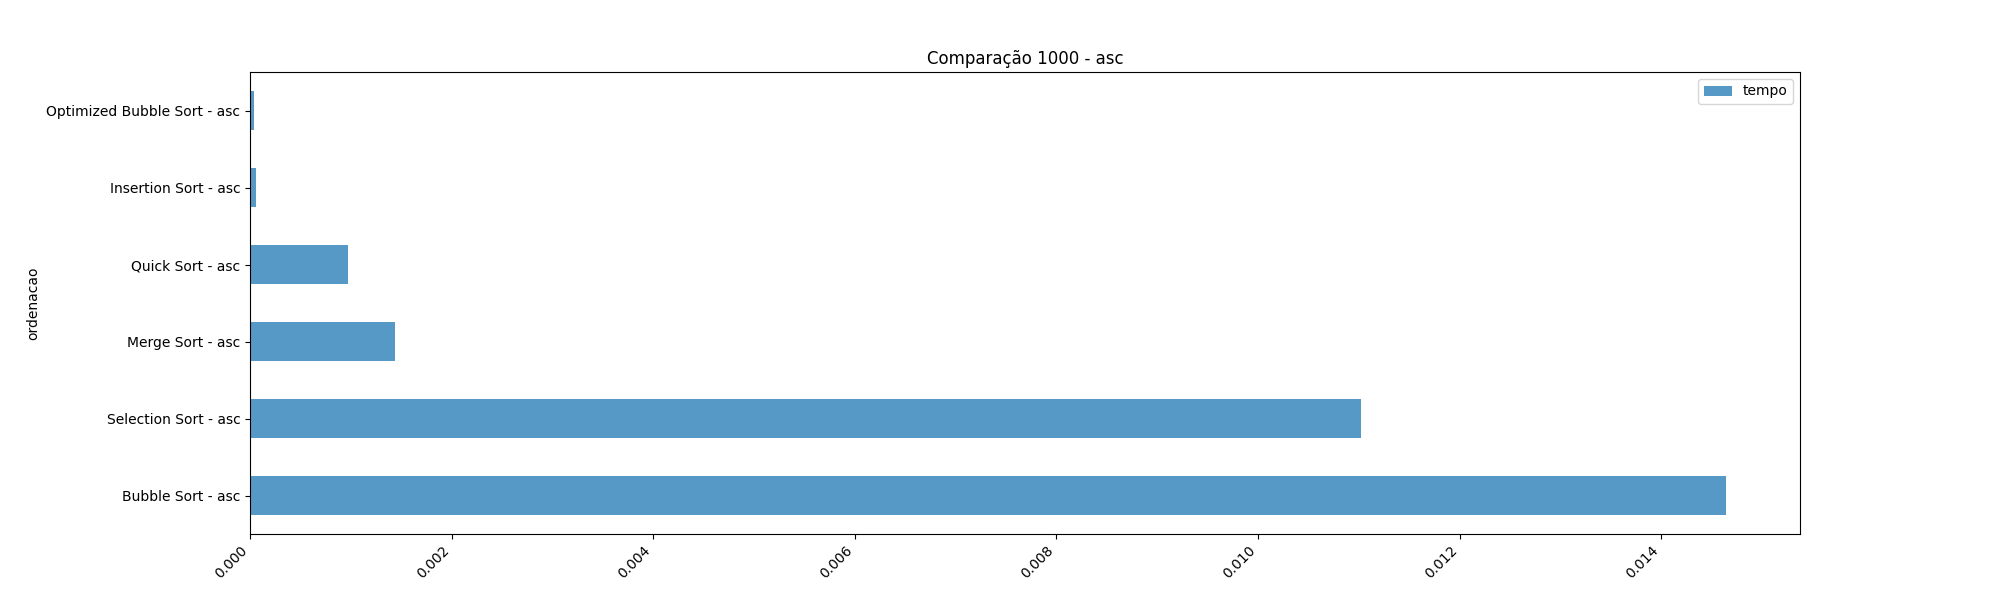 Comparação 1000 - asc
tempo
Optimized Bubble Sort - asc
Insertion Sort - asc
Quick Sort - asc
Merge Sort - asc
Selection Sort - asc
Bubble Sort - asc
ordenacao
0.000
0.002
0.004
0.006
0.008
0.010
0.012
0.014